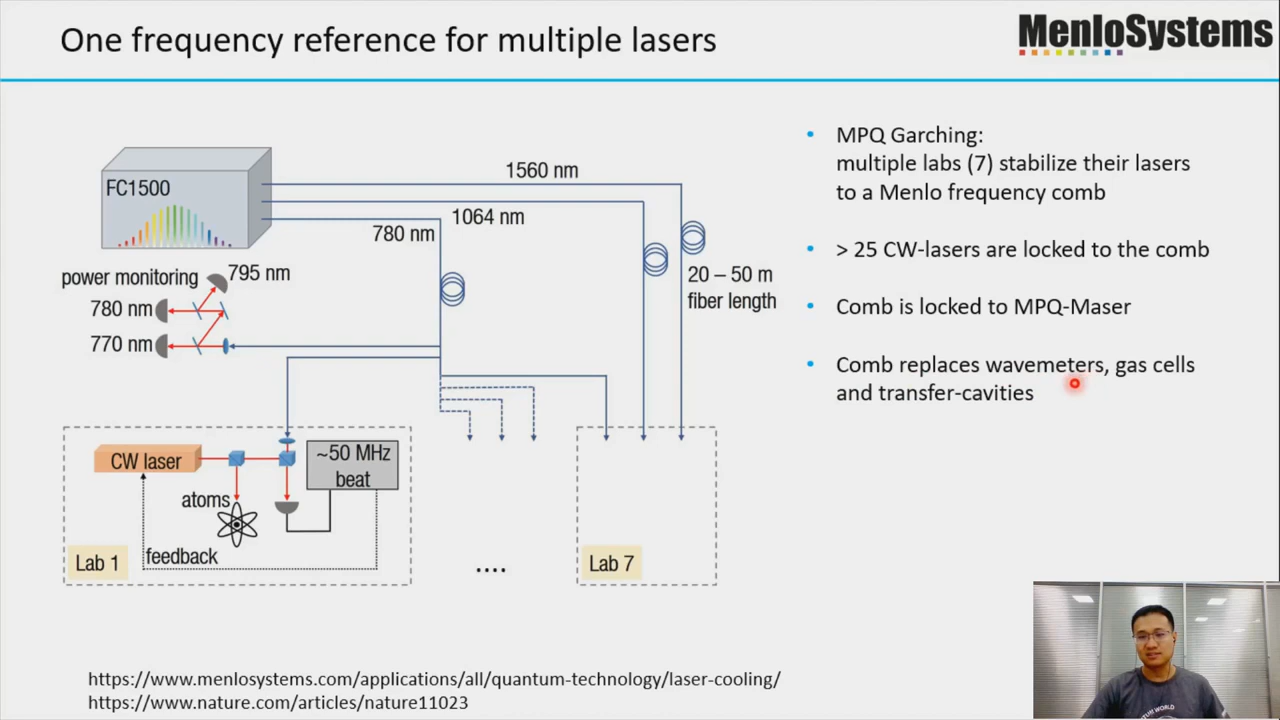 One frequency reference for multiple lasers
MenloSystems
FC1500
1560 nm
1064 nm
780 nm
power monitoring
795 nm
780 nm
770 nm
20 – 50 m
fiber length
CW laser
~50 MHz
beat
atoms
feedback
Lab 1
....
Lab 7
• MPQ Garching:
multiple labs (7) stabilize their lasers
to a Menlo frequency comb
• > 25 CW-lasers are locked to the comb
• Comb is locked to MPQ-Maser
• Comb replaces wavemeters, gas cells
and transfer-cavities
https://www.menlosystems.com/applications/all/quantum-technology/laser-cooling/
https://www.nature.com/articles/nature11023